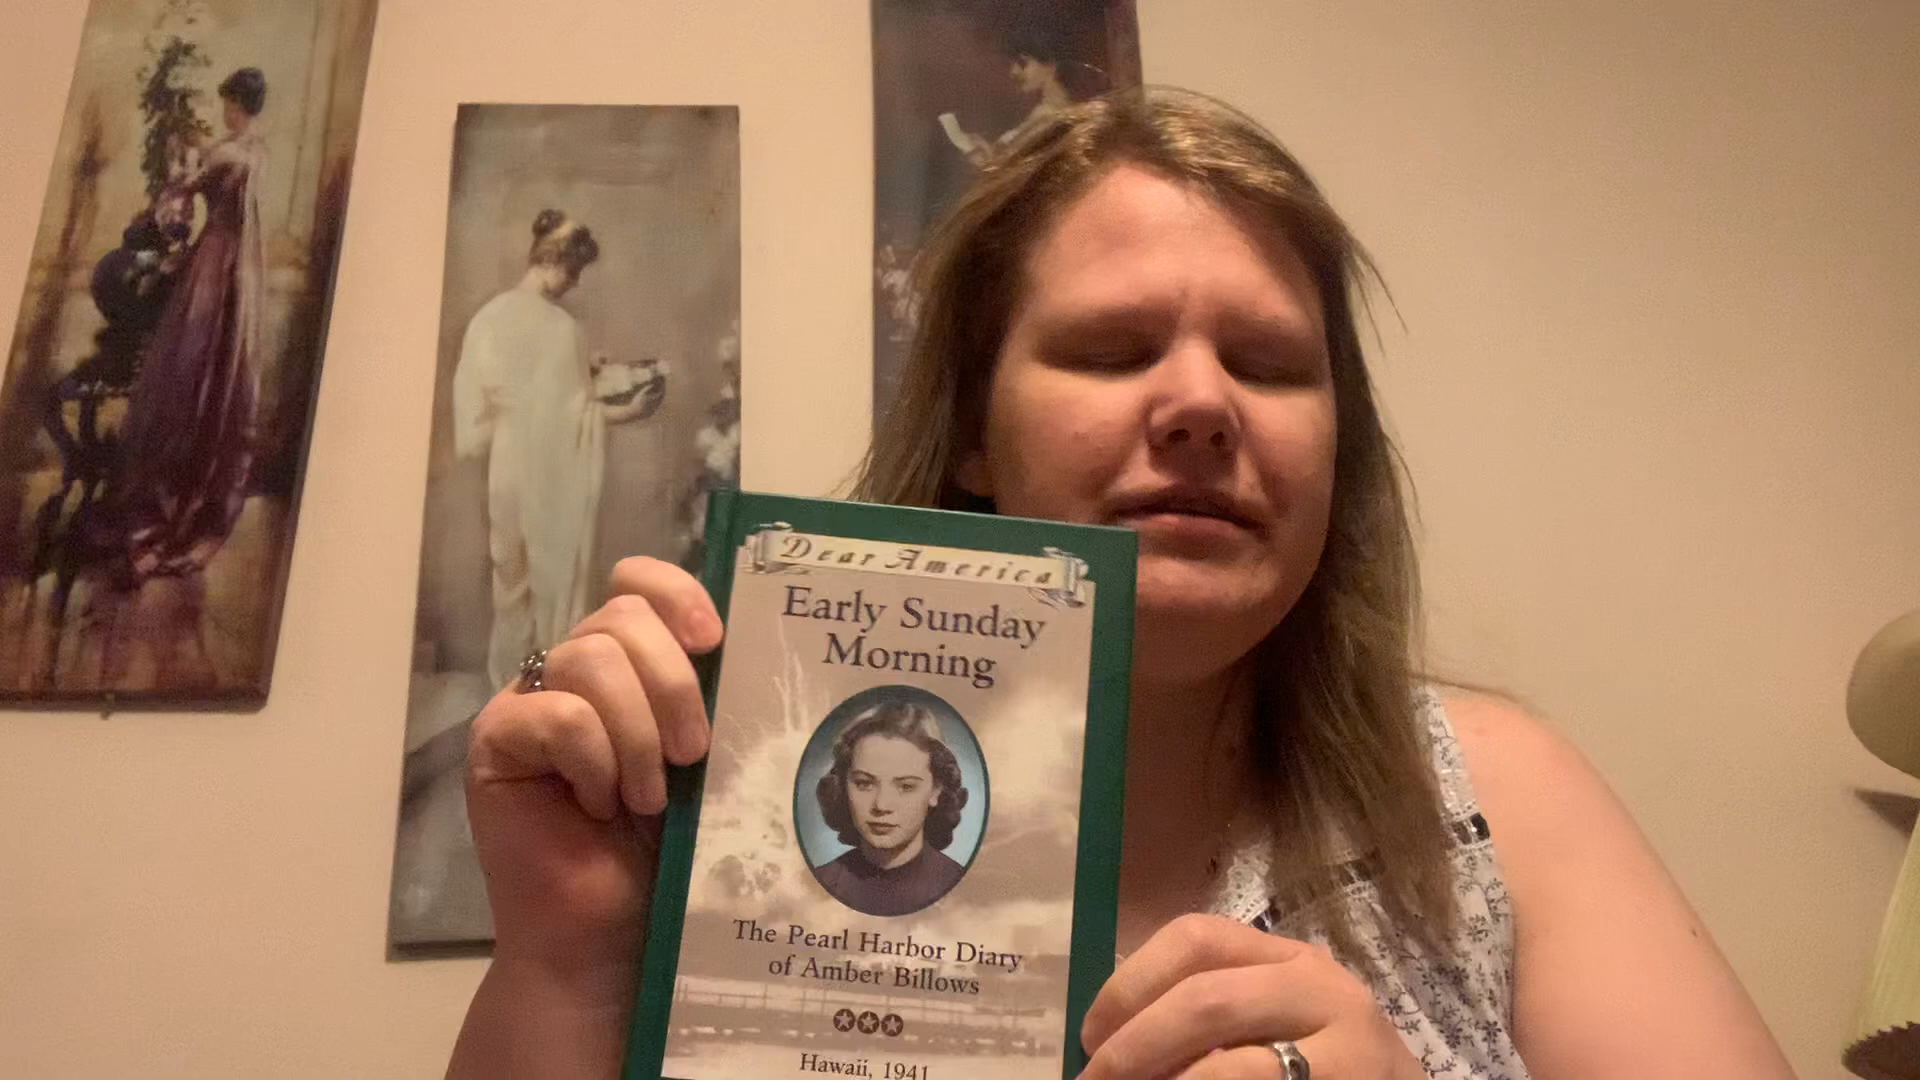 Dear America
Early Sunday
Morning
The Pearl Harbor Diary
of Amber Billows
Hawaii, 1941